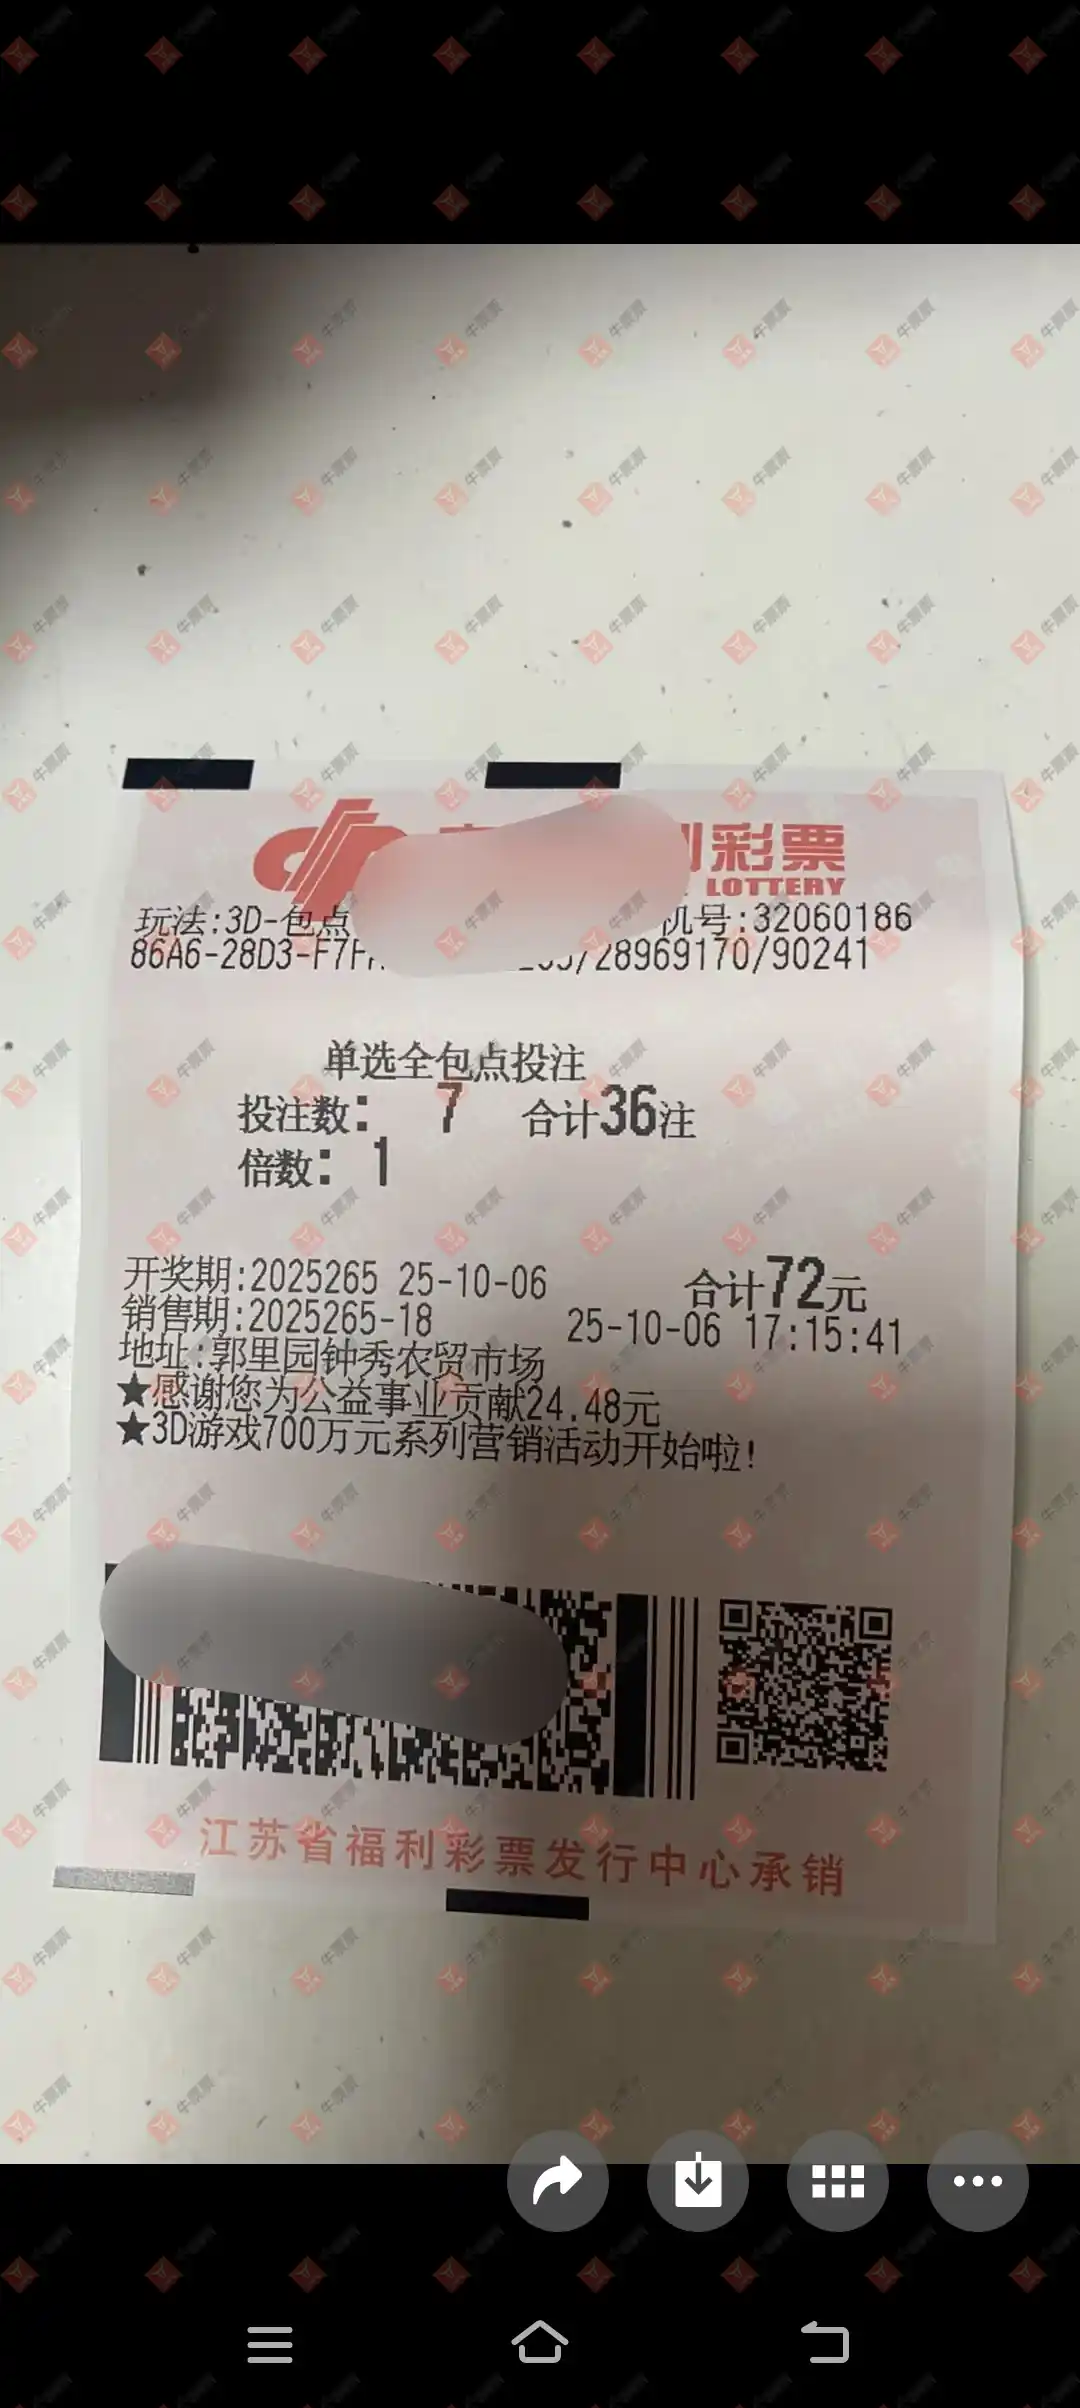 彩票
LOTTERY
玩法:3D-包点 机号:32060186
86A6-28D3-F7F /28969170/90241
单选全包点投注
投注数: 7 合计36注
倍数: 1
开奖期:2025265 25-10-06 合计72元
销售期:2025265-18 25-10-06 17:15:41
地址:郭里园钟秀农贸市场
★感谢您为公益事业贡献24.48元
★3D游戏700万元系列营销活动开始啦!
江苏省福利彩票发行中心承销
牛票票